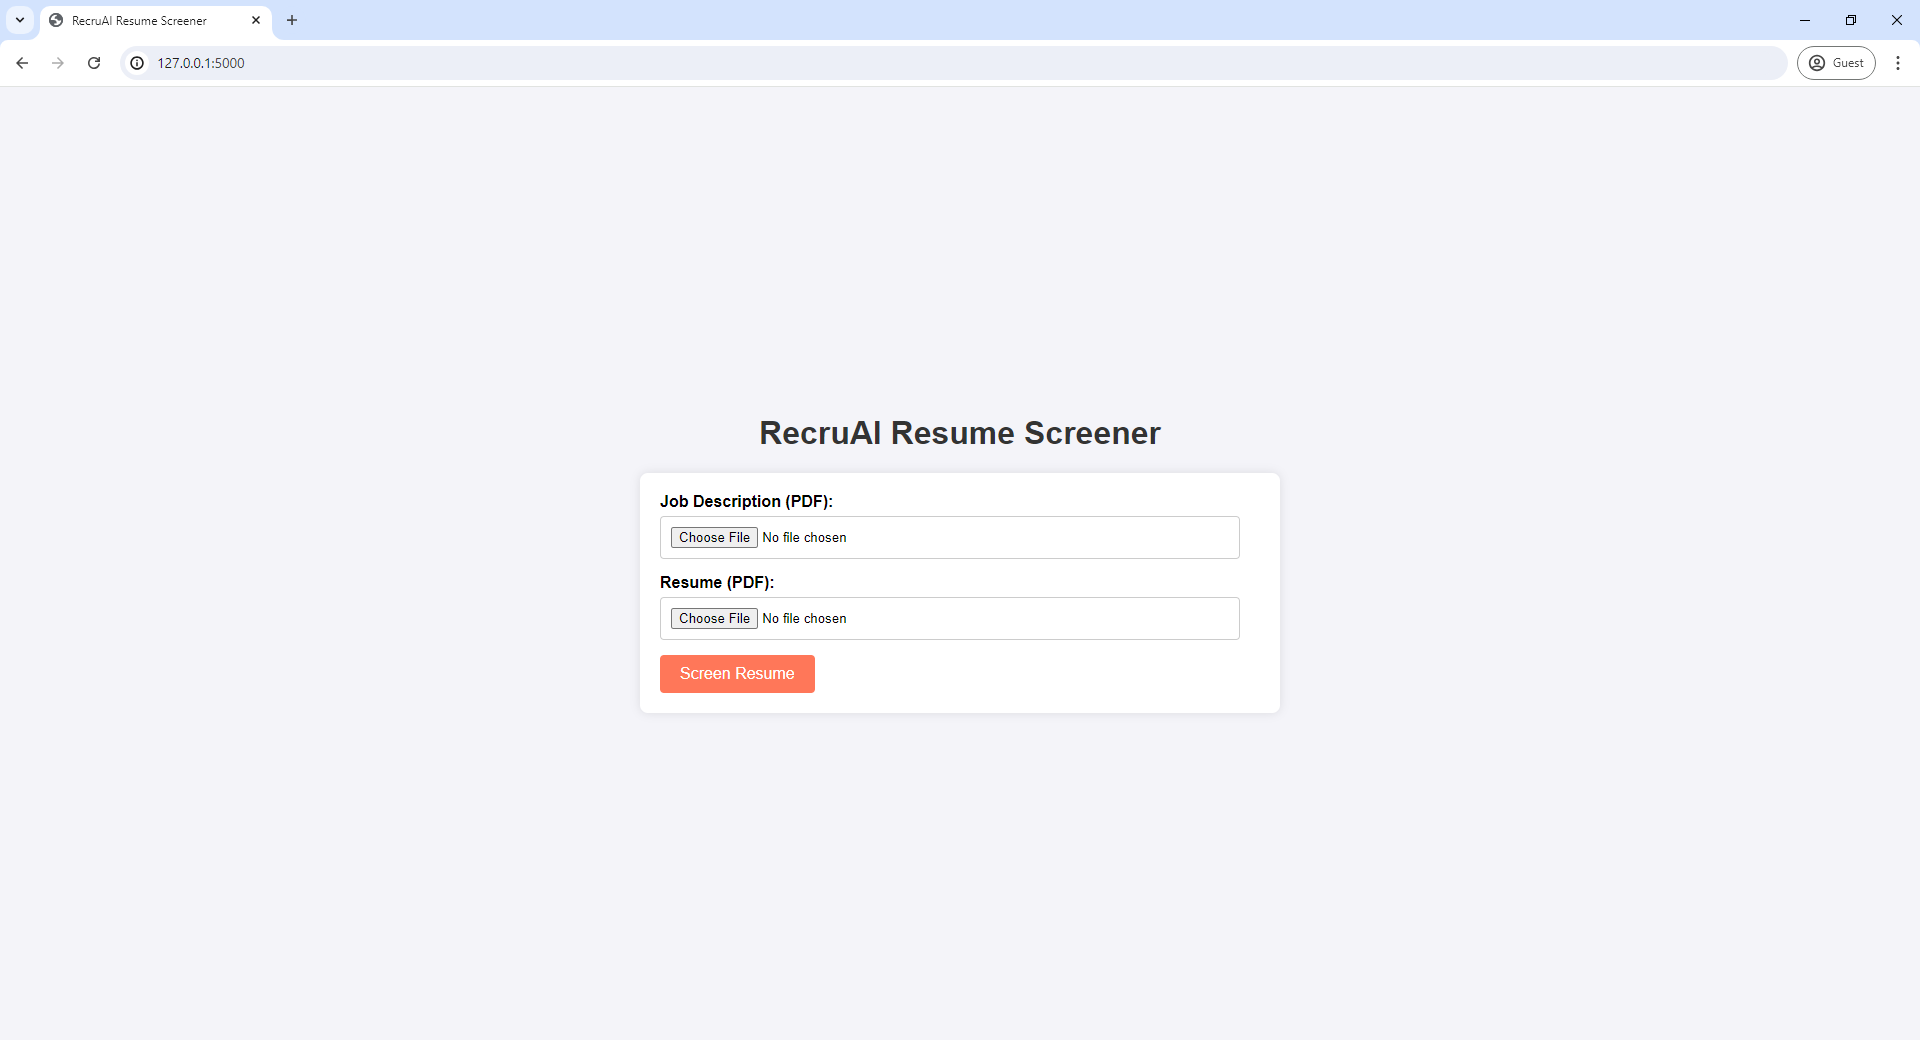 RecruAI Resume Screener
127.0.0.1:5000
Guest
RecruAI Resume Screener
Job Description (PDF):
Choose File No file chosen
Resume (PDF):
Choose File No file chosen
Screen Resume